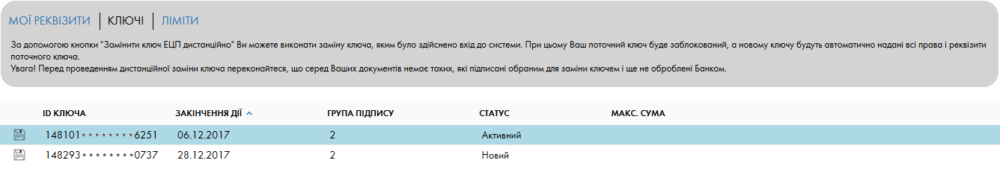 МОЇ РЕКВІЗИТИ КЛЮЧІ ЛІМІТИ
За допомогою кнопки "Замінити ключ ЕЦП дистанційно" Ви можете виконати заміну ключа, яким було здійснено вхід до системи. При цьому Ваш поточний ключ буде заблокований, а новому ключу будуть автоматично надані всі права і реквізити
поточного ключа.
Увага! Перед проведенням дистанційної заміни ключа переконайтеся, що серед Ваших документів немає таких, які підписані обраним для заміни ключем і ще не оброблені Банком.
ID КЛЮЧА ЗАКІНЧЕННЯ ДІЇ ГРУПА ПІДПИСУ СТАТУС МАКС. СУМА
148101********6251 06.12.2017 2 Активний
148293********0737 28.12.2017 2 Новий